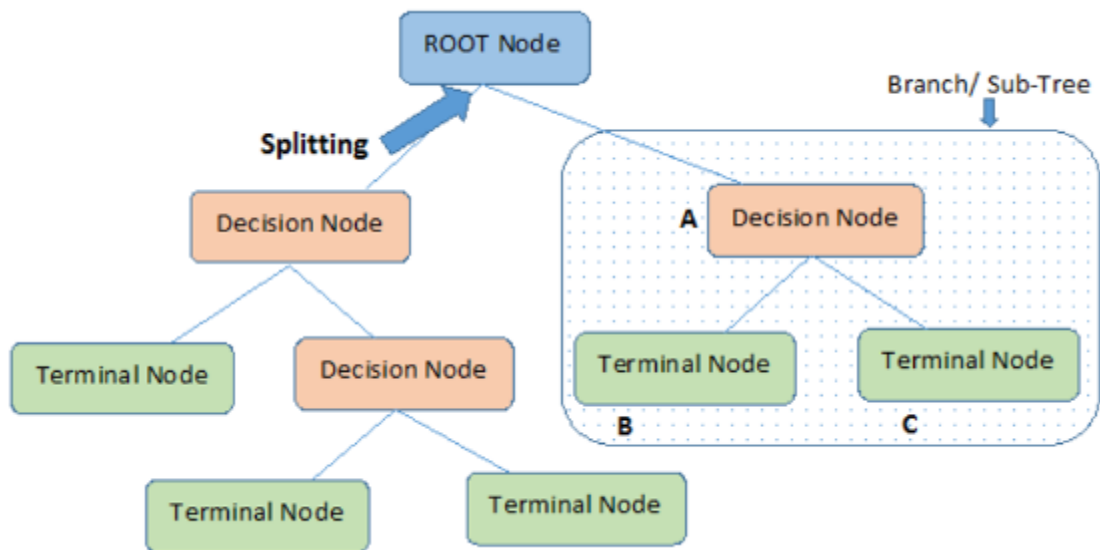 ROOT Node
Branch/ Sub-Tree
Splitting
Decision Node
A
Decision Node
Terminal Node
Decision Node
Terminal Node
Terminal Node
B
C
Terminal Node
Terminal Node